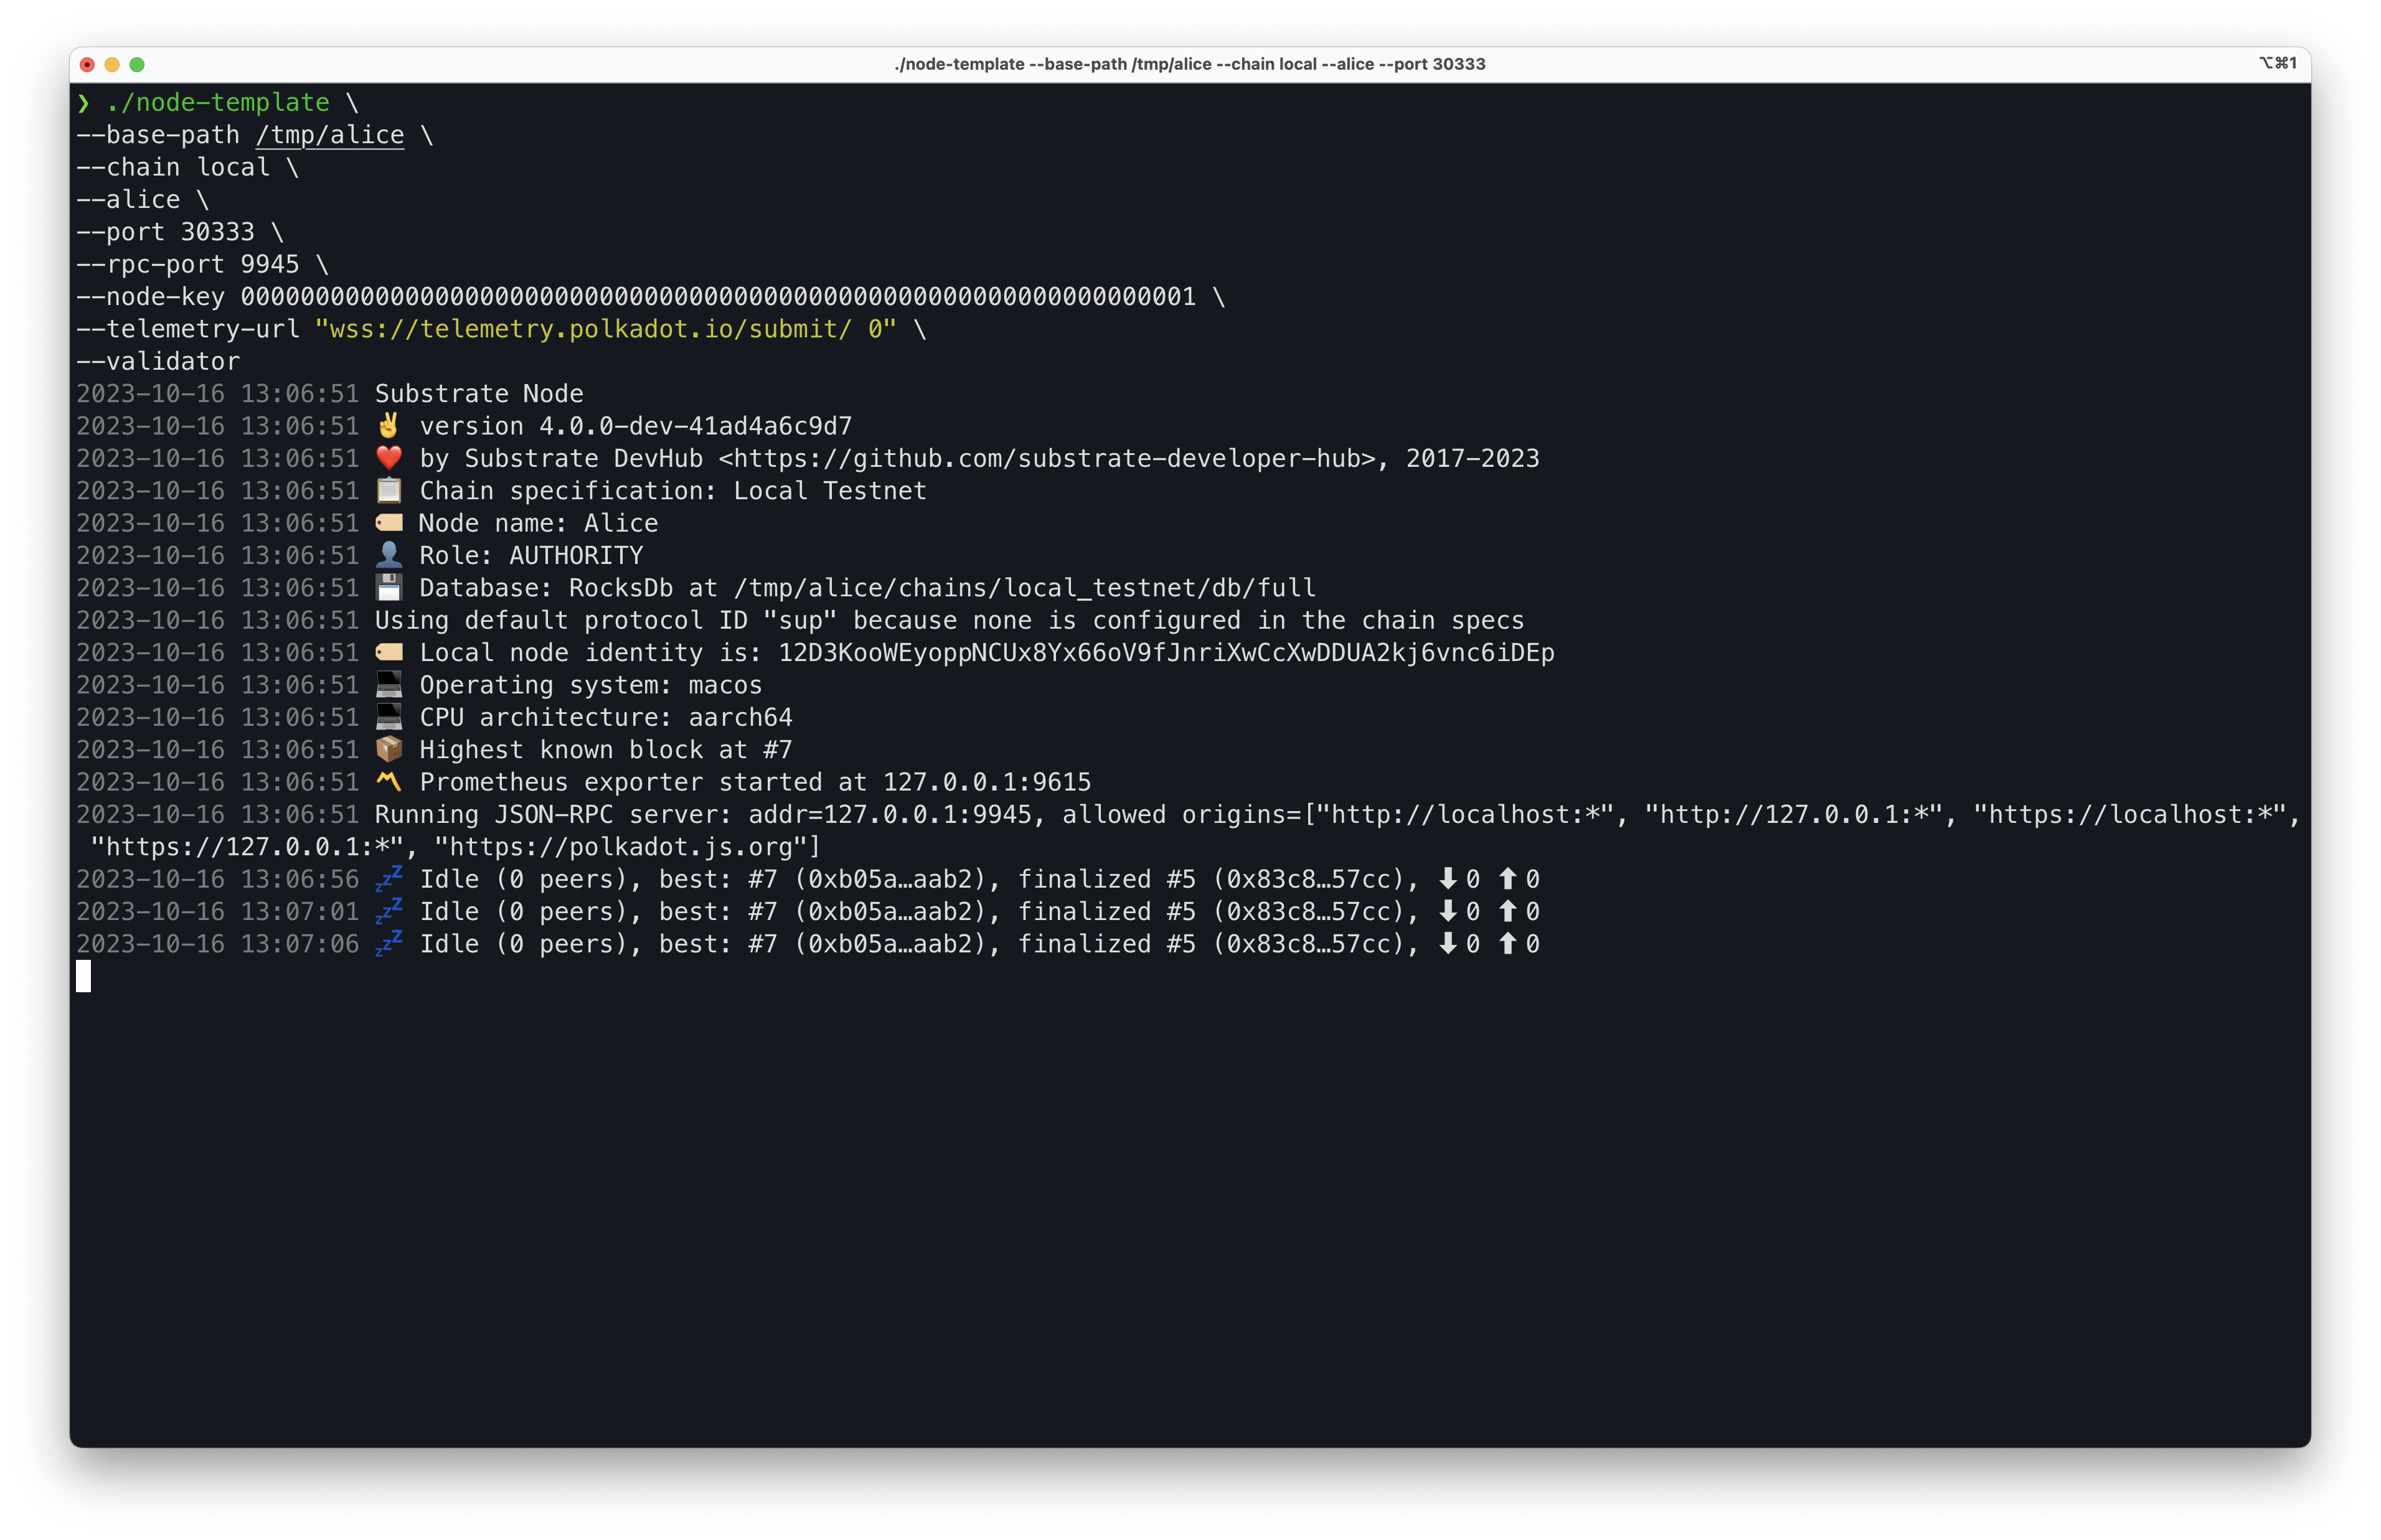 ./node-template --base-path /tmp/alice --chain local --alice --port 30333
⌥⌘1
❯ ./node-template \
--base-path /tmp/alice \
--chain local \
--alice \
--port 30333 \
--rpc-port 9945 \
--node-key 0000000000000000000000000000000000000000000000000000000000000001 \
--telemetry-url "wss://telemetry.polkadot.io/submit/ 0" \
--validator
2023-10-16 13:06:51 Substrate Node
2023-10-16 13:06:51 ✌️ version 4.0.0-dev-41ad4a6c9d7
2023-10-16 13:06:51 ❤️ by Substrate DevHub <https://github.com/substrate-developer-hub>, 2017-2023
2023-10-16 13:06:51 📋 Chain specification: Local Testnet
2023-10-16 13:06:51 🏷 Node name: Alice
2023-10-16 13:06:51 👤 Role: AUTHORITY
2023-10-16 13:06:51 💾 Database: RocksDb at /tmp/alice/chains/local_testnet/db/full
2023-10-16 13:06:51 Using default protocol ID "sup" because none is configured in the chain specs
2023-10-16 13:06:51 🏷 Local node identity is: 12D3KooWEyoppNCUx8Yx66oV9fJnriXwCcXwDDUA2kj6vnc6iDEp
2023-10-16 13:06:51 💻 Operating system: macos
2023-10-16 13:06:51 💻 CPU architecture: aarch64
2023-10-16 13:06:51 📦 Highest known block at #7
2023-10-16 13:06:51 〽️ Prometheus exporter started at 127.0.0.1:9615
2023-10-16 13:06:51 Running JSON-RPC server: addr=127.0.0.1:9945, allowed origins=["http://localhost:*", "http://127.0.0.1:*", "https://localhost:*",
"https://127.0.0.1:*", "https://polkadot.js.org"]
2023-10-16 13:06:56 💤 Idle (0 peers), best: #7 (0xb05a…aab2), finalized #5 (0x83c8…57cc), ⬇ 0 ⬆ 0
2023-10-16 13:07:01 💤 Idle (0 peers), best: #7 (0xb05a…aab2), finalized #5 (0x83c8…57cc), ⬇ 0 ⬆ 0
2023-10-16 13:07:06 💤 Idle (0 peers), best: #7 (0xb05a…aab2), finalized #5 (0x83c8…57cc), ⬇ 0 ⬆ 0